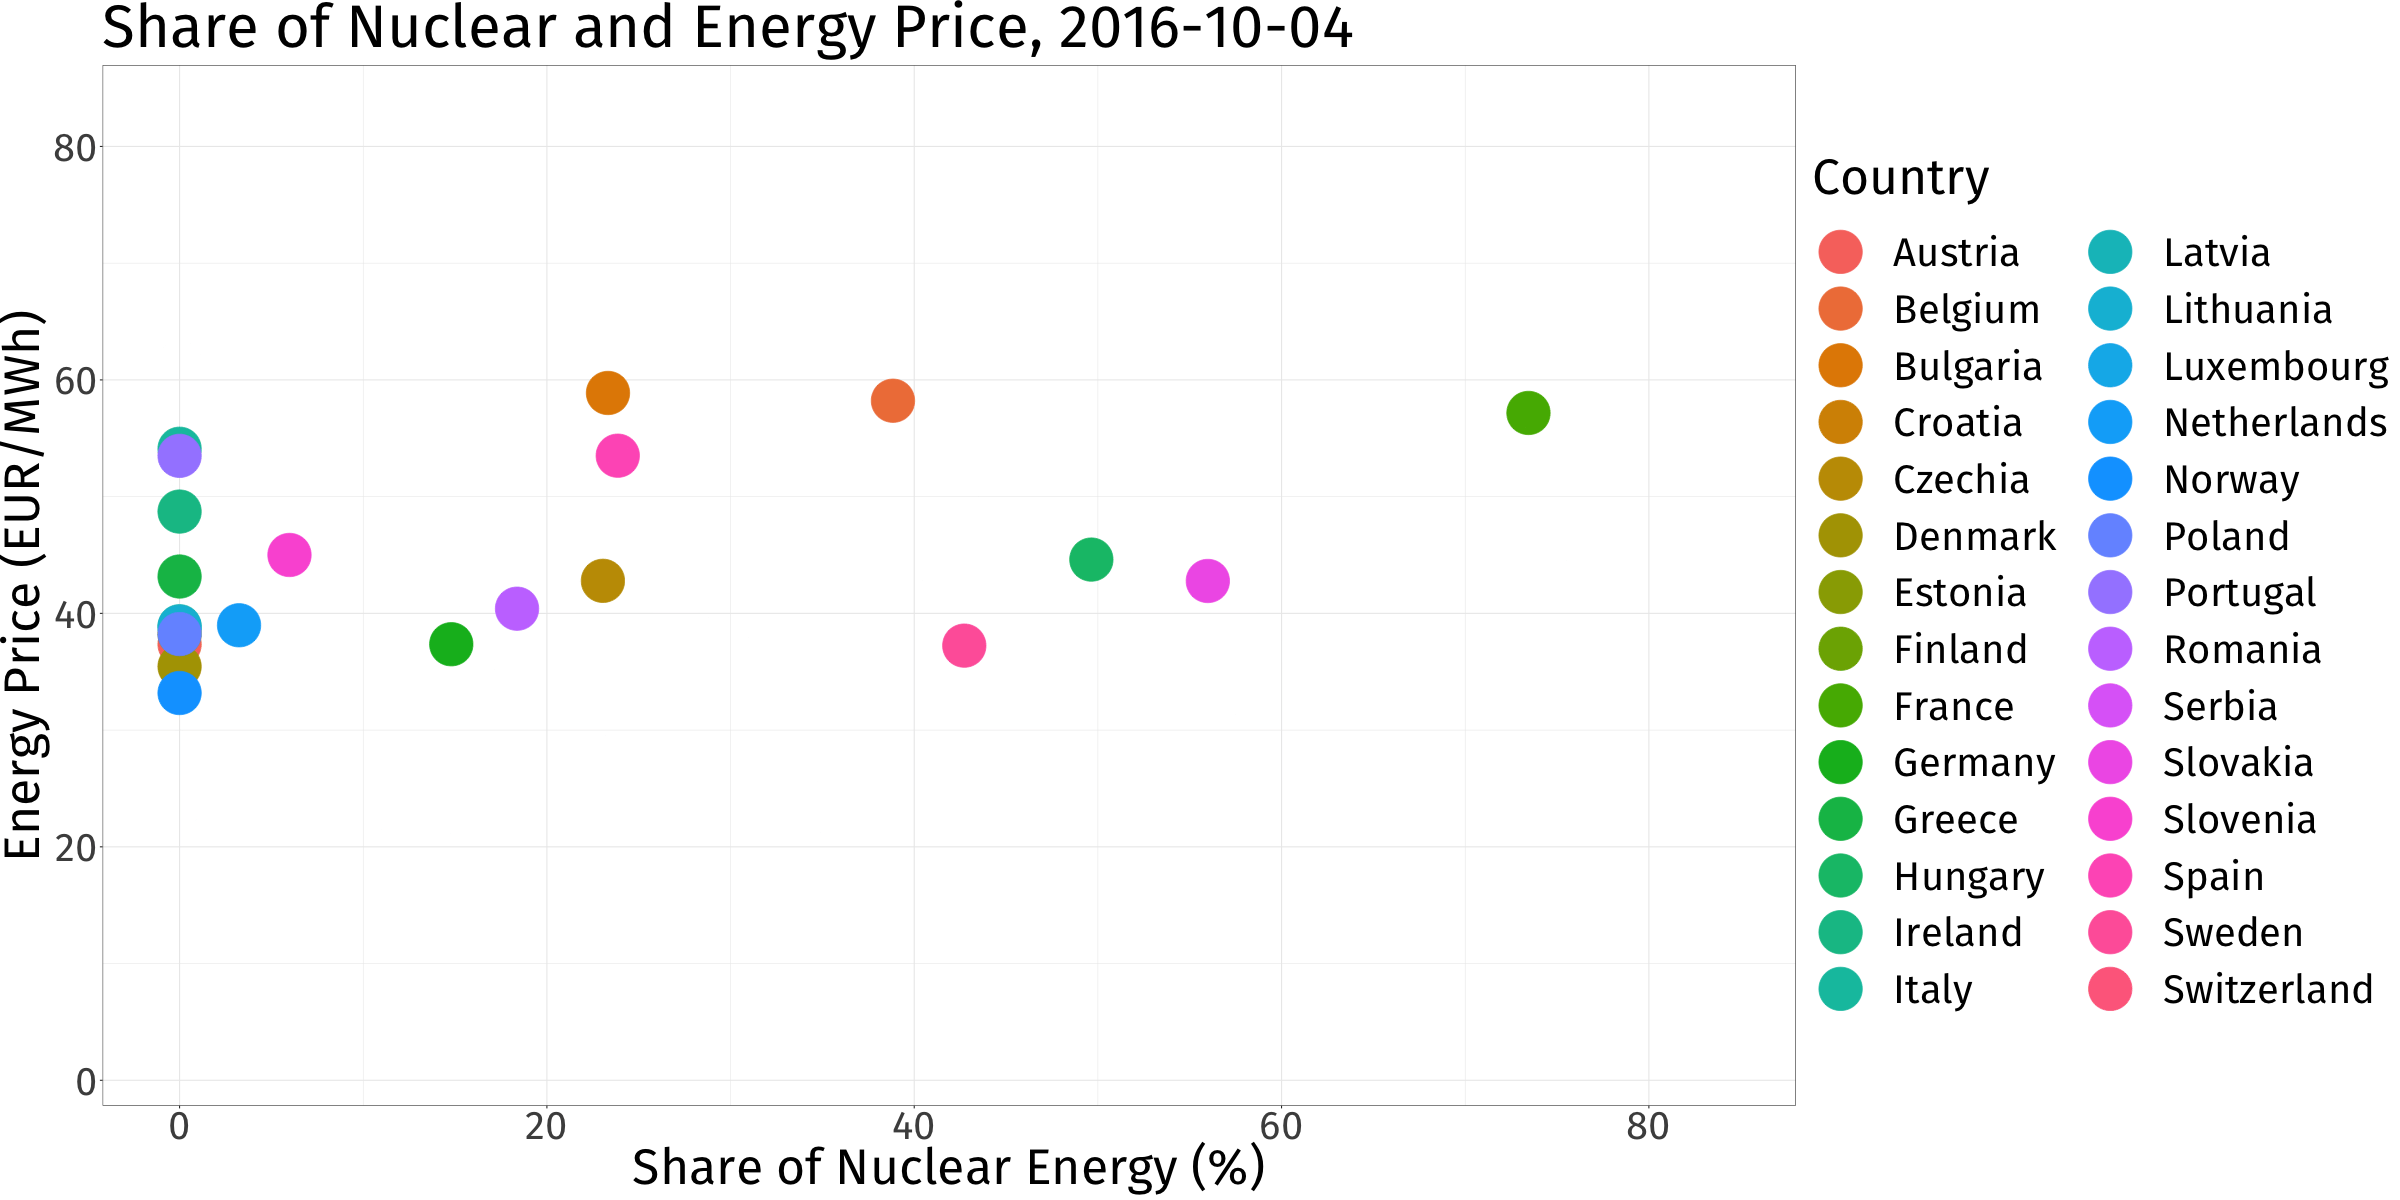 Share of Nuclear and Energy Price, 2016-10-04
Energy Price (EUR/MWh)
80
60
40
20
0
0 20 40 60 80
Share of Nuclear Energy (%)
Country
Austria
Belgium
Bulgaria
Croatia
Czechia
Denmark
Estonia
Finland
France
Germany
Greece
Hungary
Ireland
Italy
Latvia
Lithuania
Luxembourg
Netherlands
Norway
Poland
Portugal
Romania
Serbia
Slovakia
Slovenia
Spain
Sweden
Switzerland